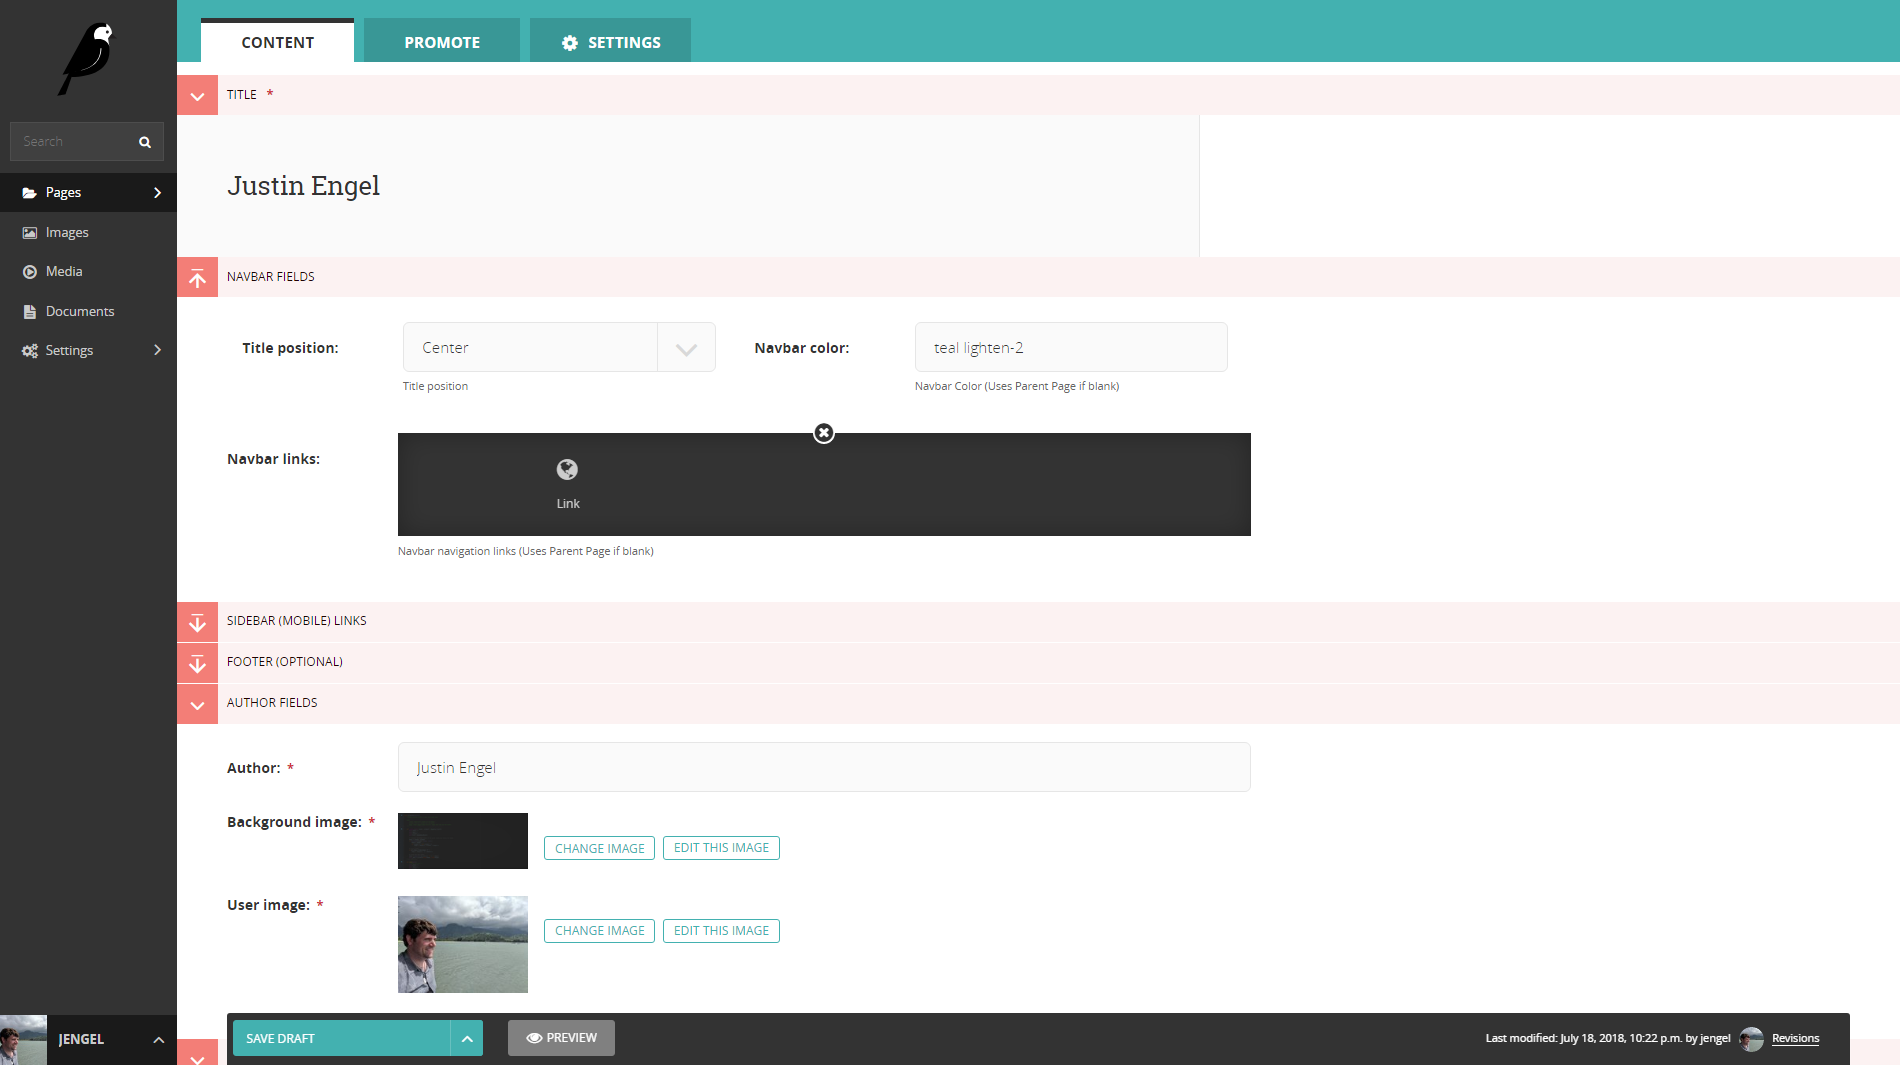 CONTENT
PROMOTE
SETTINGS
TITLE *
Search
Justin Engel
Pages
Images
Media
Documents
Settings
NAVBAR FIELDS
Title position:
Center
Title position
Navbar color:
teal lighten-2
Navbar Color (Uses Parent Page if blank)
Navbar links:
Link
Navbar navigation links (Uses Parent Page if blank)
SIDEBAR (MOBILE) LINKS
FOOTER (OPTIONAL)
AUTHOR FIELDS
Author: *
Justin Engel
Background image: *
CHANGE IMAGE
EDIT THIS IMAGE
User image: *
CHANGE IMAGE
EDIT THIS IMAGE
JENGEL
SAVE DRAFT
PREVIEW
Last modified: July 18, 2018, 10:22 p.m. by jengel
Revisions